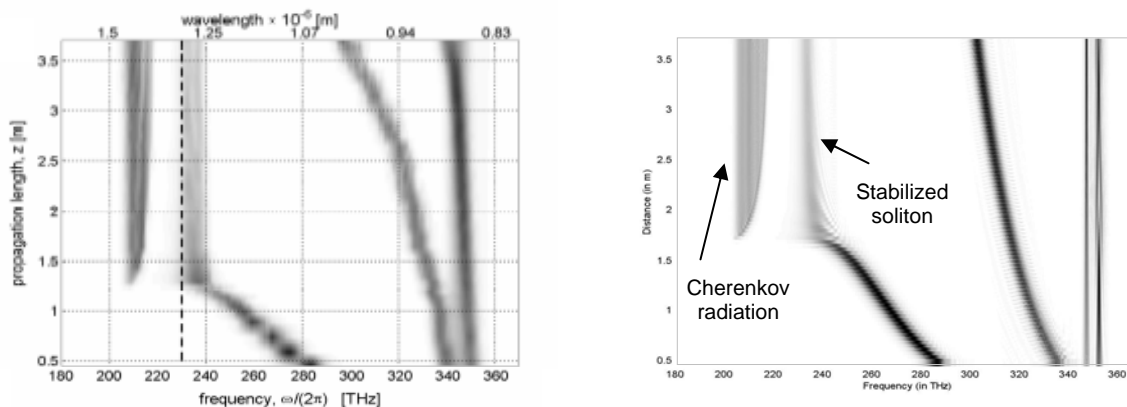 wavelength × 10⁻⁶ [m]
1.5 1.25 1.07 0.94 0.83
3.5
3
2.5
2
1.5
1
0.5
propagation length, z [m]
180 200 220 240 260 280 300 320 340 360
frequency, ω/(2π) [THz]
3.5
3
2.5
2
1.5
1
0.5
Distance (in m)
Stabilized
soliton
Cherenkov
radiation
180 200 220 240 260 280 300 320 340 360
Frequency (in THz)